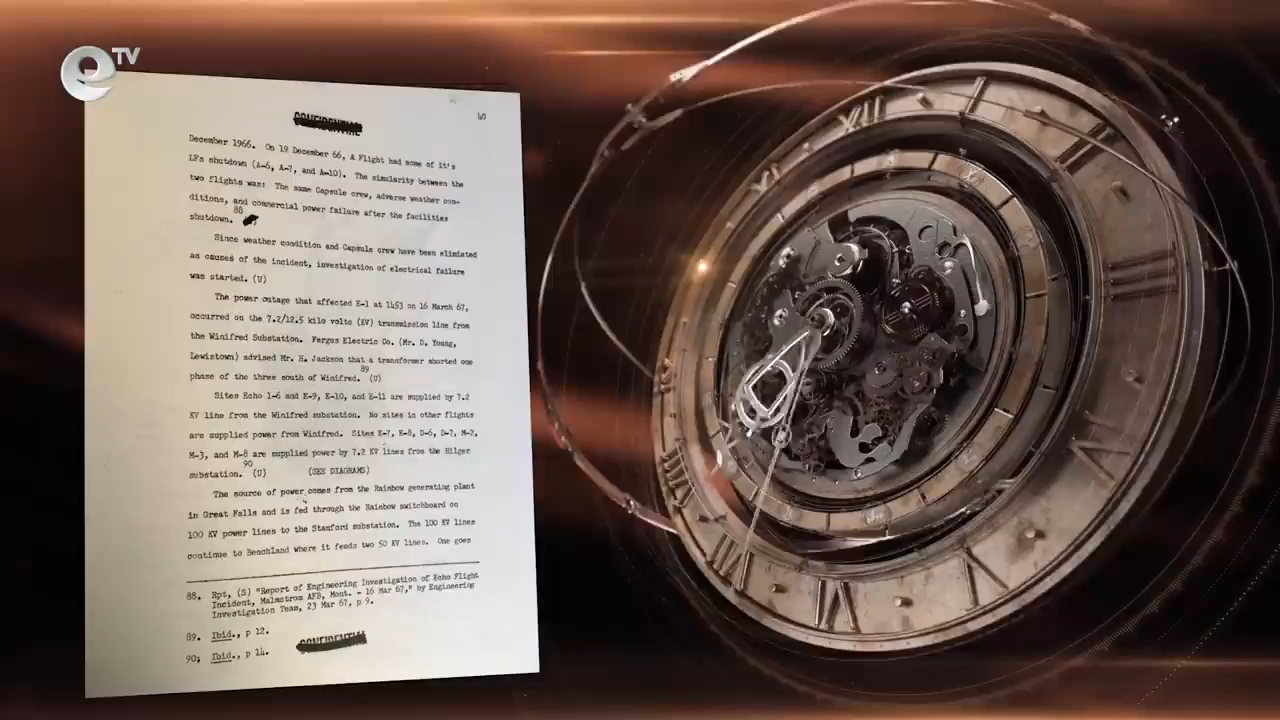 e TV
40
CONFIDENTIAL
December 1966. On 19 December 66, A Flight had some of it's
LF's shutdown (A-6, A-7, and A-10). The simularity between the
two flights was: The same Capsule crew, adverse weather con-
ditions, and commercial power failure after the facilities
shutdown. 88
Since weather condition and Capsule crew have been elimiated
as causes of the incident, investigation of electrical failure
was started. (U)
The power outage that affected E-1 at 1453 on 16 March 67,
occurred on the 7.2/12.5 kilo volts (KV) transmission line from
the Winifred Substation. Fergus Electric Co. (Mr. D. Young,
Lewistown) advised Mr. H. Jackson that a transformer shorted one
phase of the three south of Winifred. 89 (U)
Sites Echo 1-6 and E-9, E-10, and E-11 are supplied by 7.2
KV line from the Winifred substation. No sites in other flights
are supplied power from Winifred. Sites E-7, E-8, D-6, D-7, M-2,
M-3, and M-8 are supplied power by 7.2 KV lines from the Hilger
substation. 90 (U) (SEE DIAGRAMS)
The source of power comes from the Rainbow generating plant
in Great Falls and is fed through the Rainbow switchboard on
100 KV power lines to the Stanford substation. The 100 KV lines
continue to Benchland where it feeds two 50 KV lines. One goes
88. Rpt, (S) "Report of Engineering Investigation of Echo Flight
Incident, Malmstrom AFB, Mont. - 16 Mar 67," by Engineering
Investigation Team, 23 Mar 67, p 9.
89. Ibid., p 12.
90; Ibid., p 14.
CONFIDENTIAL
XII
XI
I
II
III